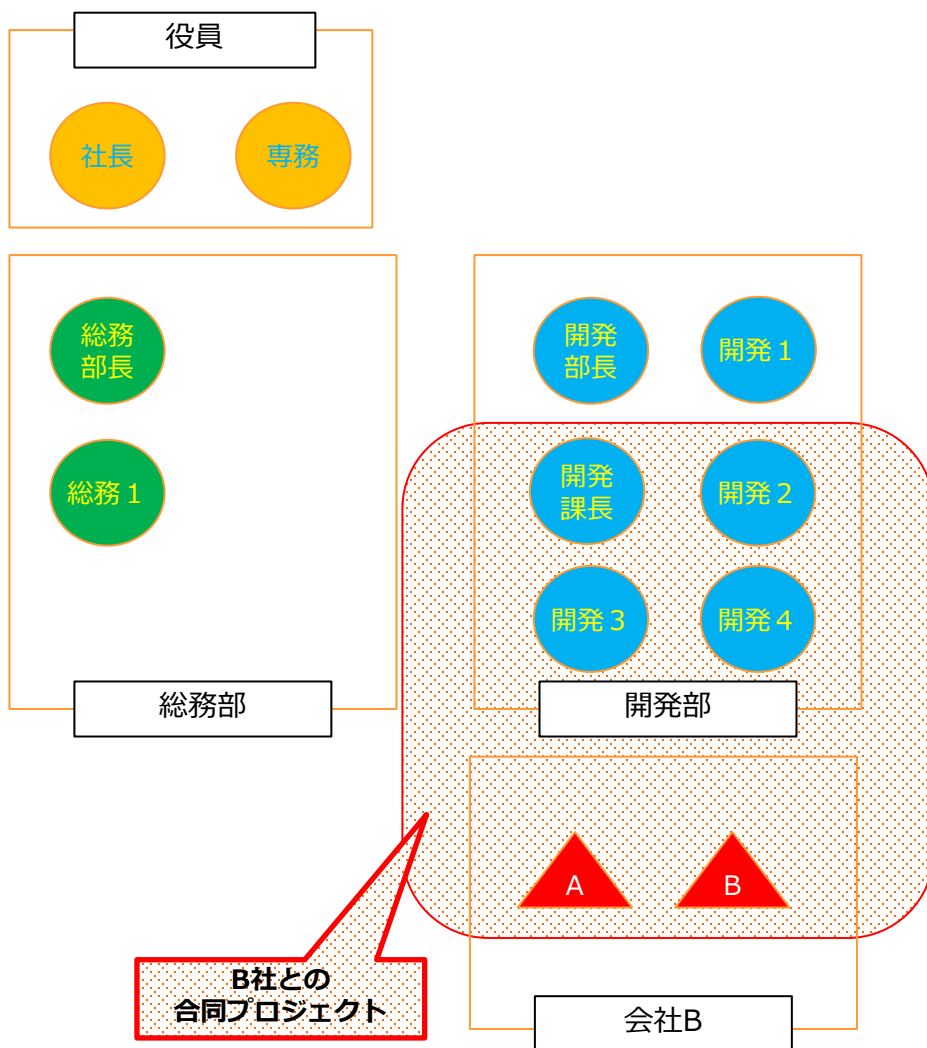 役員
社長
専務
総務
部長
総務1
総務部
開発
部長
開発１
開発
課長
開発２
開発３
開発４
開発部
A
B
B社との
合同プロジェクト
会社B